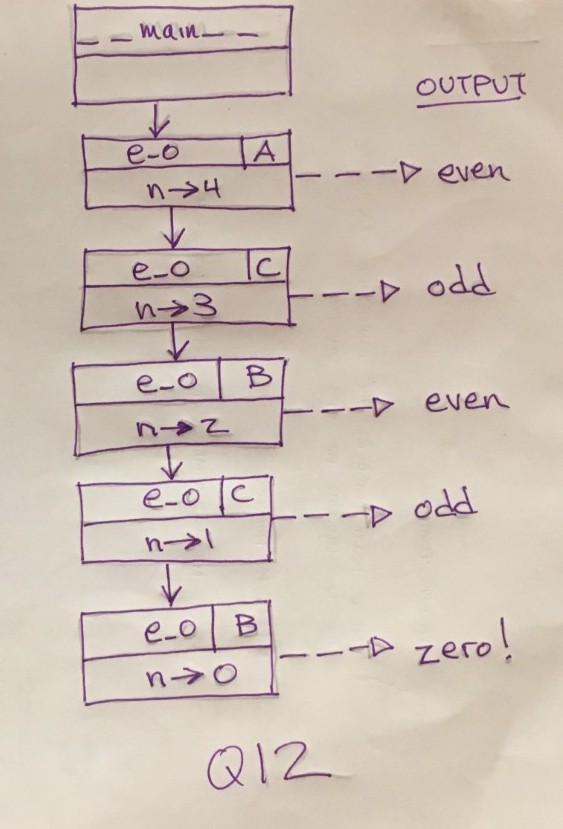 __main__
OUTPUT
e_o A
n→4 even
e_o C
n→3 odd
e_o B
n→2 even
e_o C
n→1 odd
e_o B
n→0 zero!
Q12